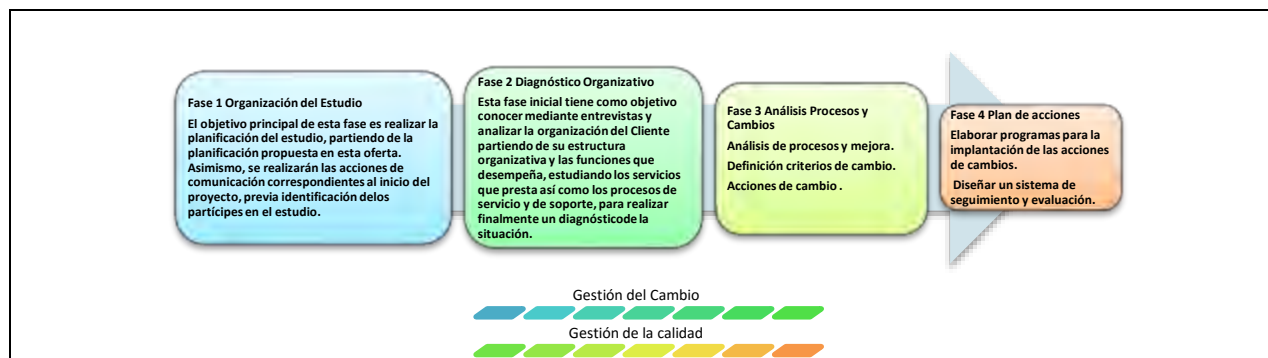 Fase 1 Organización del Estudio
El objetivo principal de esta fase es realizar la
planificación del estudio, partiendo de la
planificación propuesta en esta oferta.
Asimismo, se realizarán las acciones de
comunicación correspondientes al inicio del
proyecto, previa identificación delos
partícipes en el estudio.
Fase 2 Diagnóstico Organizativo
Esta fase inicial tiene como objetivo
conocer mediante entrevistas y
analizar la organización del Cliente
partiendo de su estructura
organizativa y las funciones que
desempeña, estudiando los servicios
que presta así como los procesos de
servicio y de soporte, para realizar
finalmente un diagnósticode la
situación.
Fase 3 Análisis Procesos y
Cambios
Análisis de procesos y mejora.
Definición criterios de cambio.
Acciones de cambio .
Fase 4 Plan de acciones
Elaborar programas para la
implantación de las acciones
de cambios.
Diseñar un sistema de
seguimiento y evaluación.
Gestión del Cambio
Gestión de la calidad